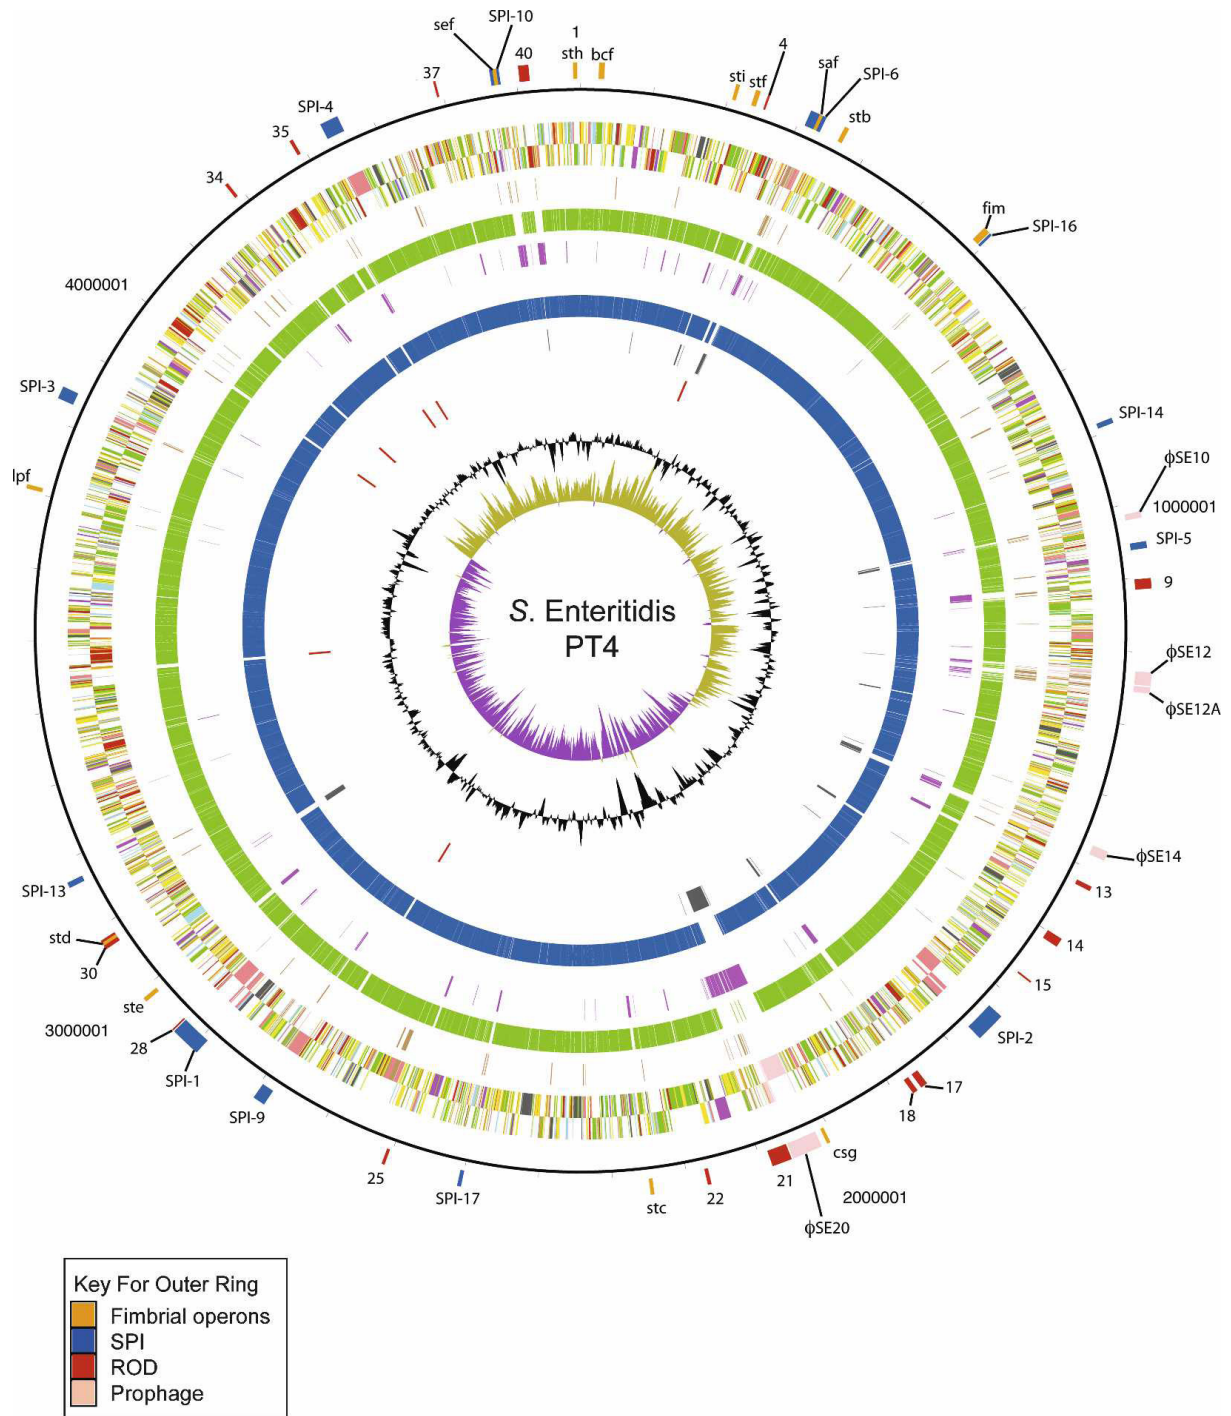 SPI-10
sef
1
40
sth
bcf
4
37
sti
stf
saf
SPI-6
stb
SPI-4
35
34
fim
SPI-16
4000001
SPI-3
SPI-14
lpf
ϕSE10
1000001
SPI-5
9
S. Enteritidis
PT4
ϕSE12
ϕSE12A
ϕSE14
13
SPI-13
std
30
14
15
ste
3000001
28
SPI-1
SPI-2
17
18
SPI-9
csg
25
21
22
SPI-17
stc
2000001
ϕSE20
Key For Outer Ring
Fimbrial operons
SPI
ROD
Prophage